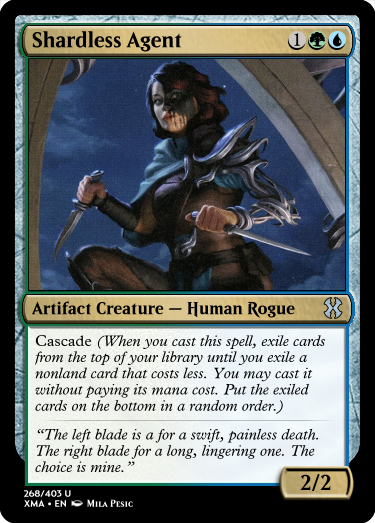 Shardless Agent 1
Artifact Creature — Human Rogue
Cascade (When you cast this spell, exile cards
from the top of your library until you exile a
nonland card that costs less. You may cast it
without paying its mana cost. Put the exiled
cards on the bottom in a random order.)
“The left blade is a for a swift, painless death.
The right blade for a long, lingering one. The
choice is mine.”
2/2
268/403 U
XMA • EN Mila Pesic